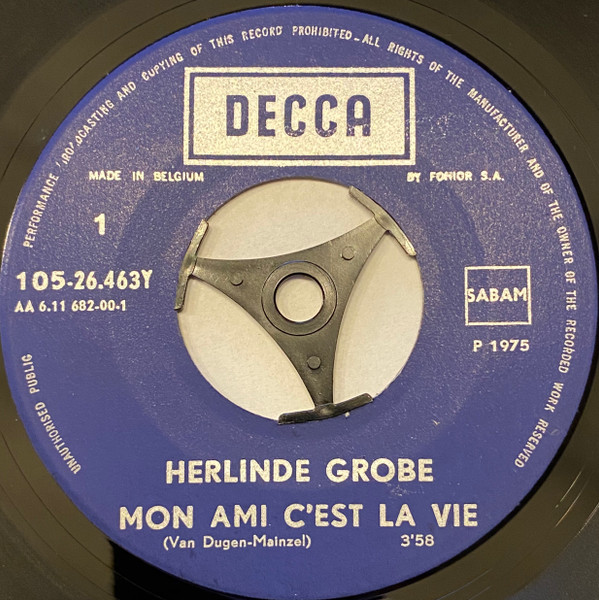 PERFORMANCE, BROADCASTING AND COPYING OF THIS RECORD PROHIBITED-ALL RIGHTS OF THE MANUFACTURER AND OF THE OWNER OF THE RECORDED WORK RESERVED
UNAUTHORISED PUBLIC
DECCA
MADE IN BELGIUM
BY FONIOR S.A.
1
105-26.463Y
AA 6.11 682-00-1
SABAM
P 1975
HERLINDE GROBE
MON AMI C'EST LA VIE
(Van Dugen-Mainzel) 3'58